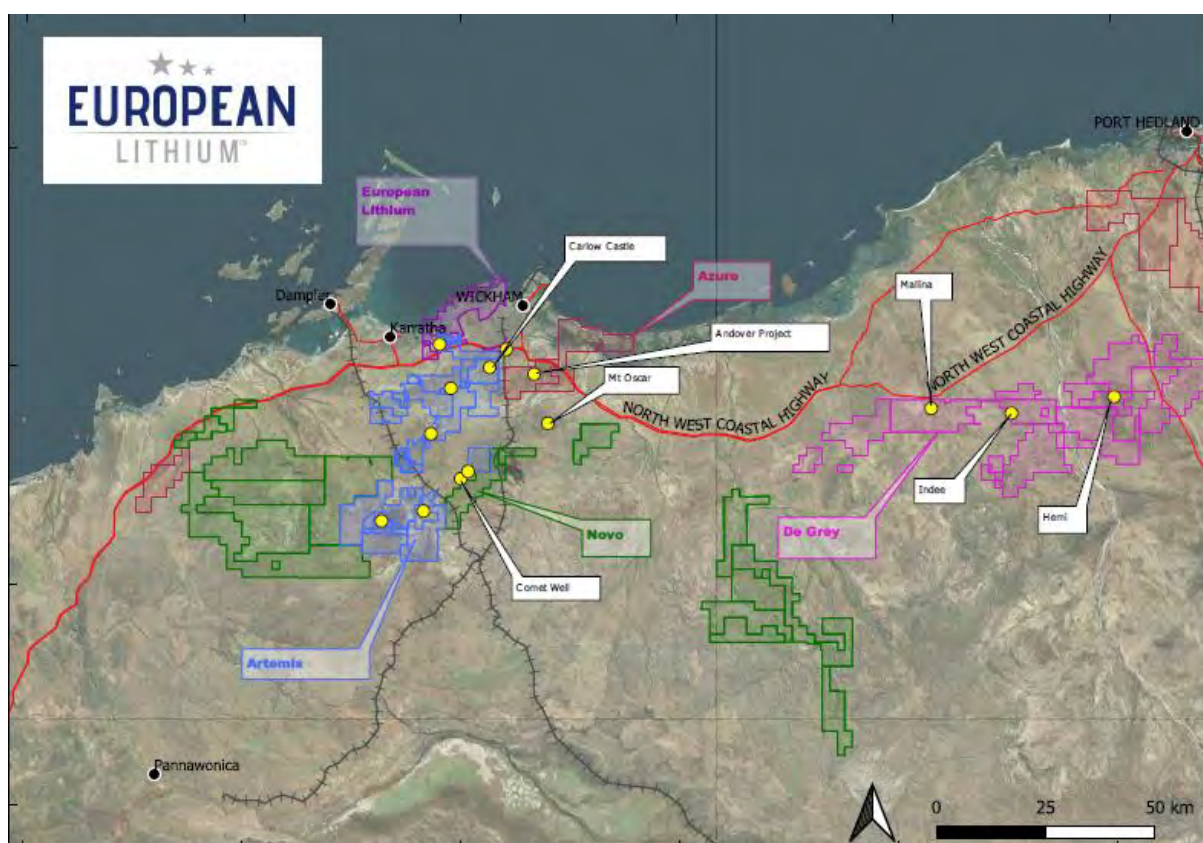 EUROPEAN
LITHIUM
PORT HEDLAND
European
Lithium
Carlow Castle
Dampier
WICKHAM
Azure
Mallina
Karratha
Andover Project
NORTH WEST COASTAL HIGHWAY
Mt Oscar
NORTH WEST COASTAL HIGHWAY
Indee
Hemi
Novo
De Grey
Comet Well
Artemis
Pannawonica
0 25 50 km